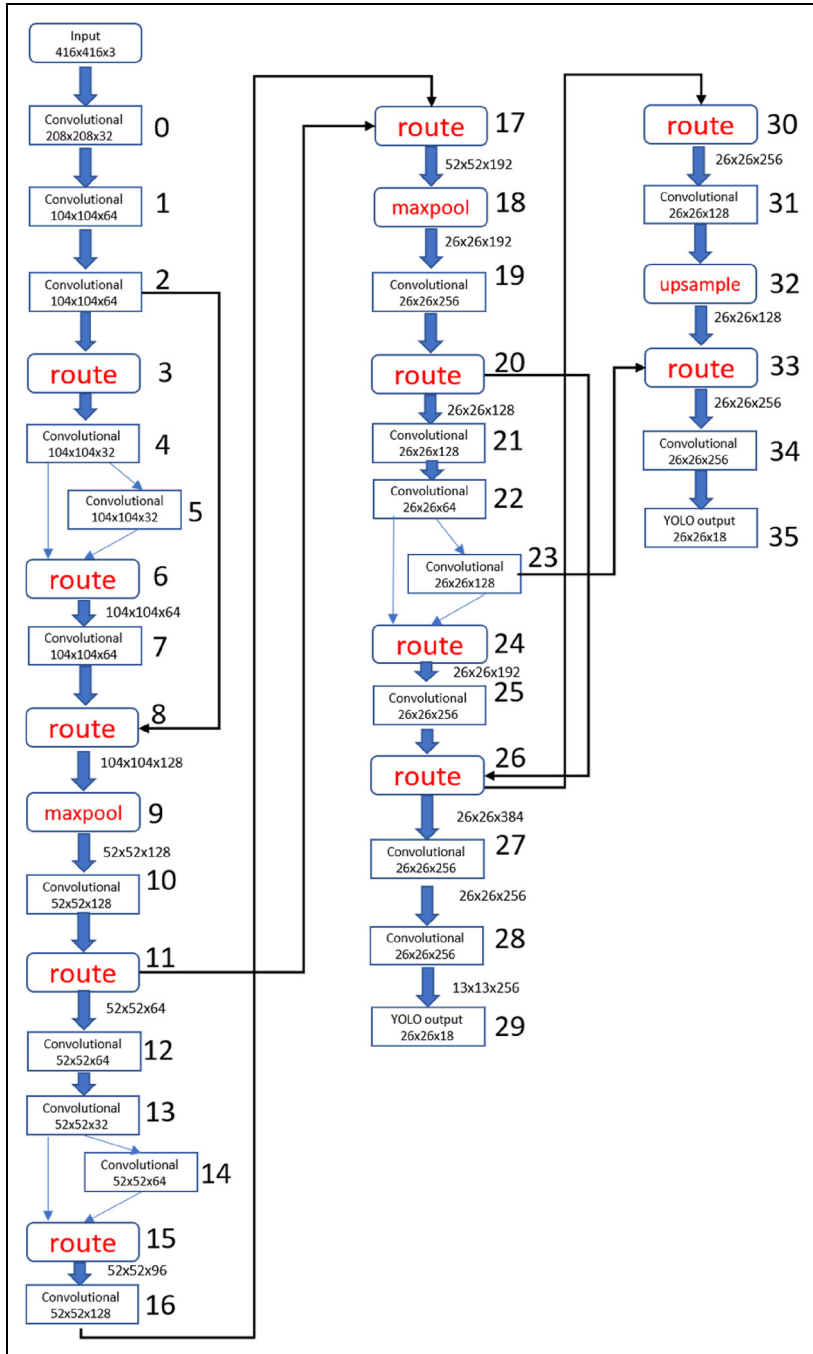 Input
416x416x3
Convolutional
208x208x32
0
Convolutional
104x104x64
1
Convolutional
104x104x64
2
route
3
Convolutional
104x104x32
4
Convolutional
104x104x32
5
route
6
104x104x64
Convolutional
104x104x64
7
route
8
104x104x128
maxpool
9
52x52x128
Convolutional
52x52x128
10
route
11
52x52x64
Convolutional
52x52x64
12
Convolutional
52x52x32
13
Convolutional
52x52x64
14
route
15
52x52x96
Convolutional
52x52x128
16
route
17
52x52x192
maxpool
18
26x26x192
Convolutional
26x26x256
19
route
20
26x26x128
Convolutional
26x26x128
21
Convolutional
26x26x64
22
Convolutional
26x26x128
23
route
24
26x26x192
Convolutional
26x26x256
25
route
26
26x26x384
Convolutional
26x26x256
27
26x26x256
Convolutional
26x26x256
28
13x13x256
YOLO output
26x26x18
29
route
30
26x26x256
Convolutional
26x26x128
31
upsample
32
26x26x128
route
33
26x26x256
Convolutional
26x26x256
34
YOLO output
26x26x18
35